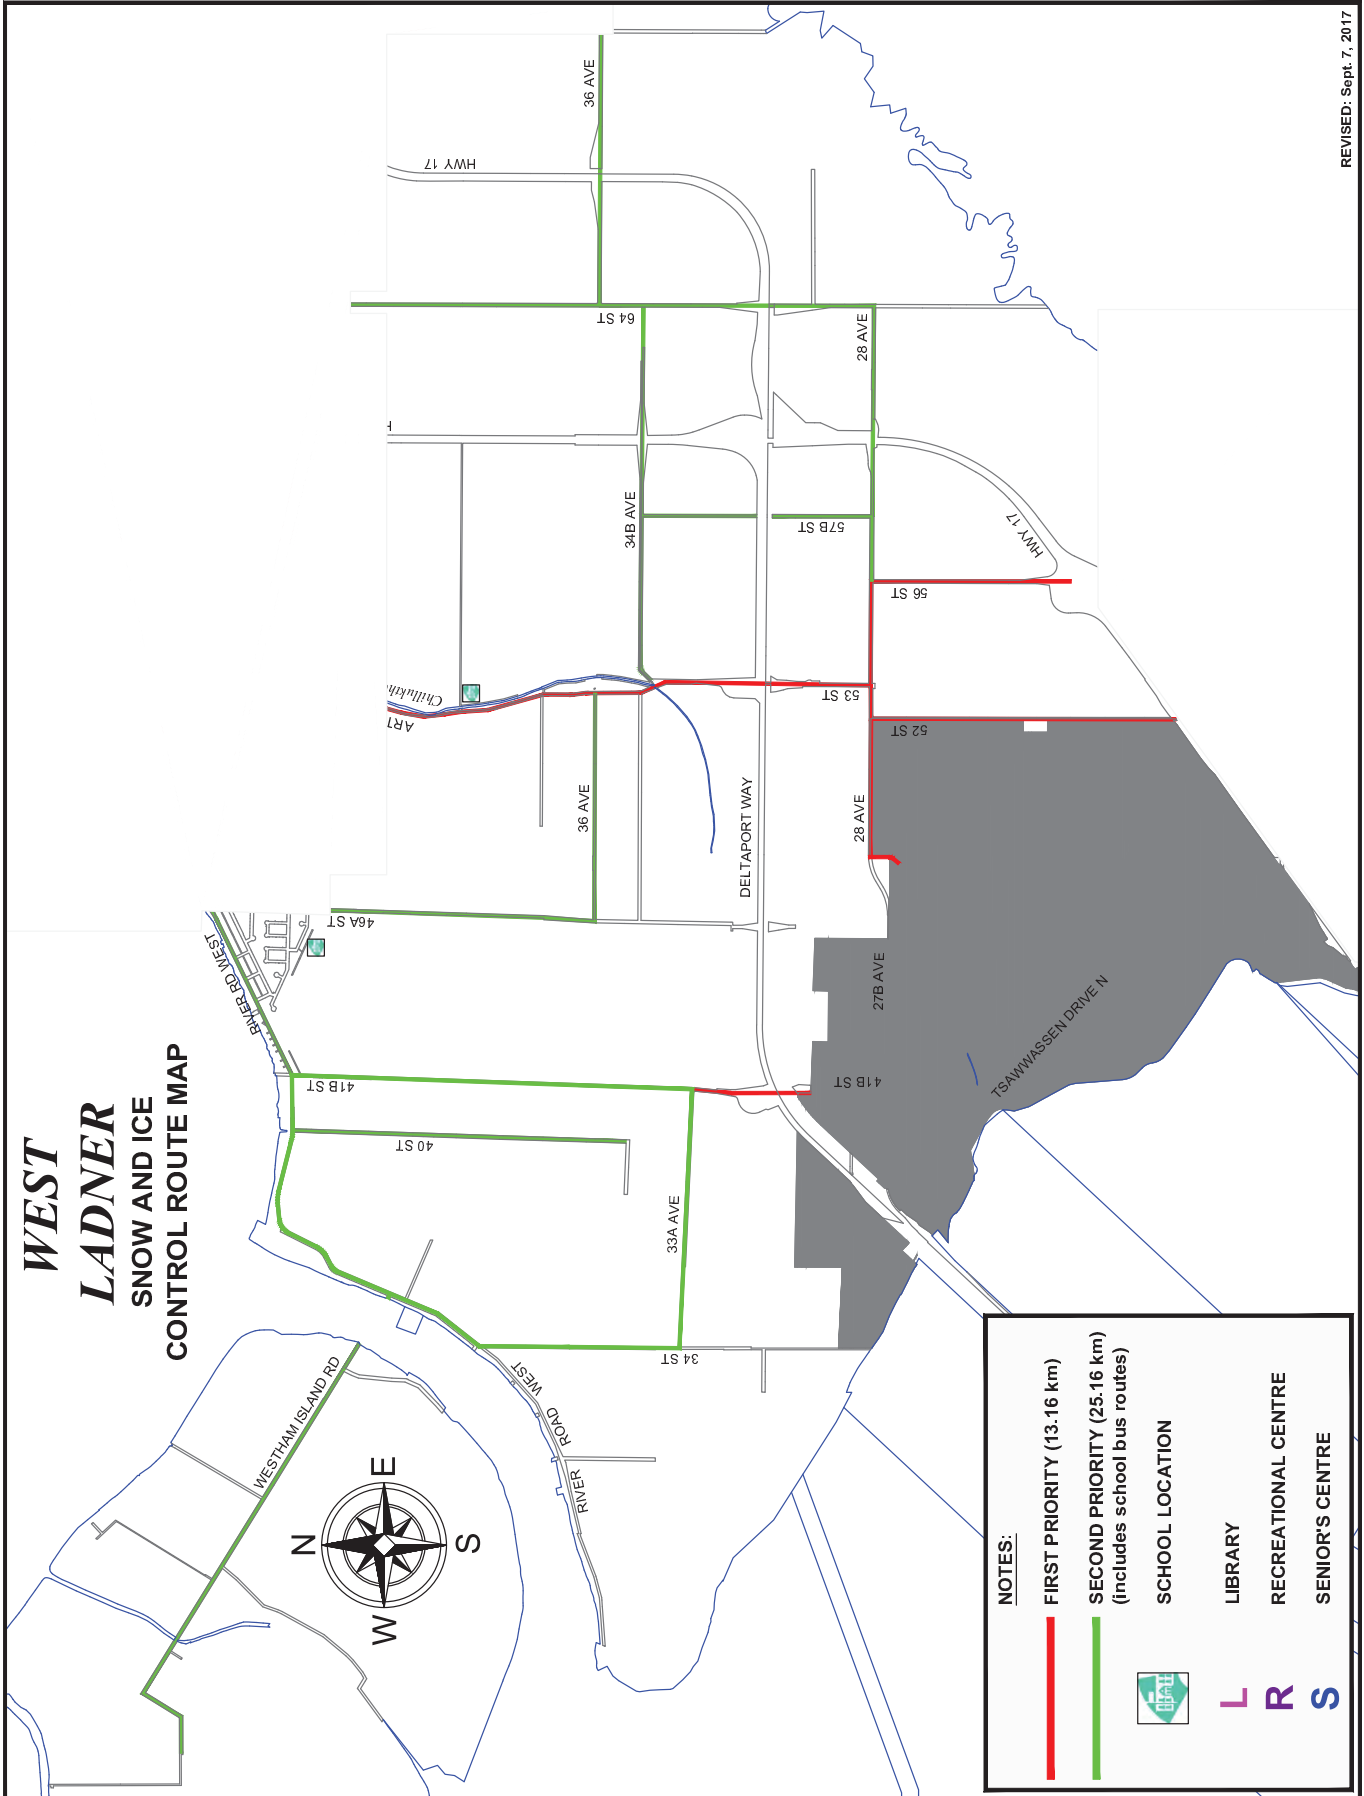 WEST
LADNER
SNOW AND ICE
CONTROL ROUTE MAP
REVISED: Sept. 7, 2017
36 AVE
HWY 17
64 ST
28 AVE
H
34B AVE
57B ST
HWY 17
56 ST
Chillukth
ART
53 ST
52 ST
36 AVE
28 AVE
DELTAPORT WAY
46A ST
RIVER RD WEST
27B AVE
TSAWWASSEN DRIVE N
41B ST
41B ST
40 ST
33A AVE
34 ST
WESTHAM ISLAND RD
RIVER ROAD WEST
N
E
S
W
NOTES:
FIRST PRIORITY (13.16 km)
SECOND PRIORITY (25.16 km)
(includes school bus routes)
SCHOOL LOCATION
L LIBRARY
R RECREATIONAL CENTRE
S SENIOR'S CENTRE